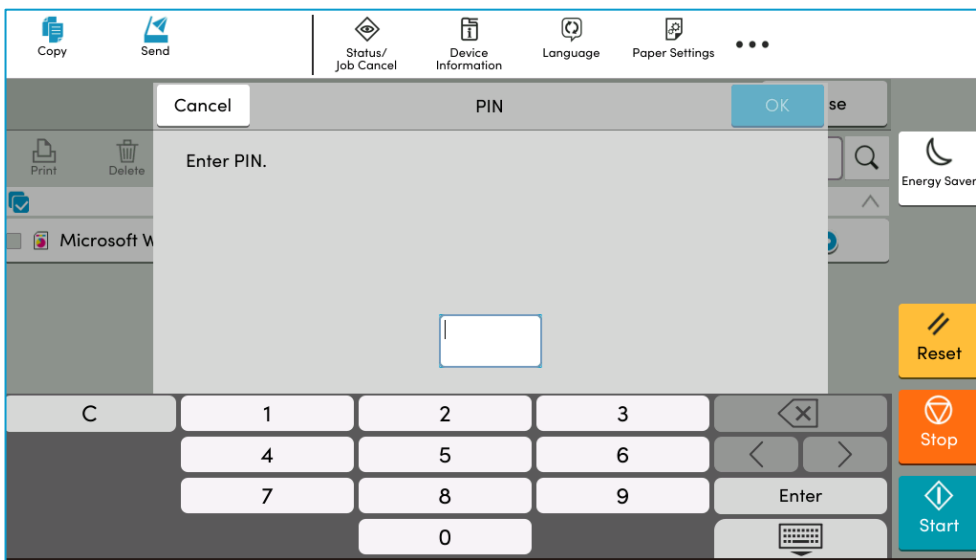 Copy
Send
Status/
Job Cancel
Device
Information
Language
Paper Settings
Cancel
PIN
OK
se
Print
Delete
Enter PIN.
Energy Saver
Microsoft W
Reset
C
1
2
3
Stop
4
5
6
7
8
9
Enter
Start
0